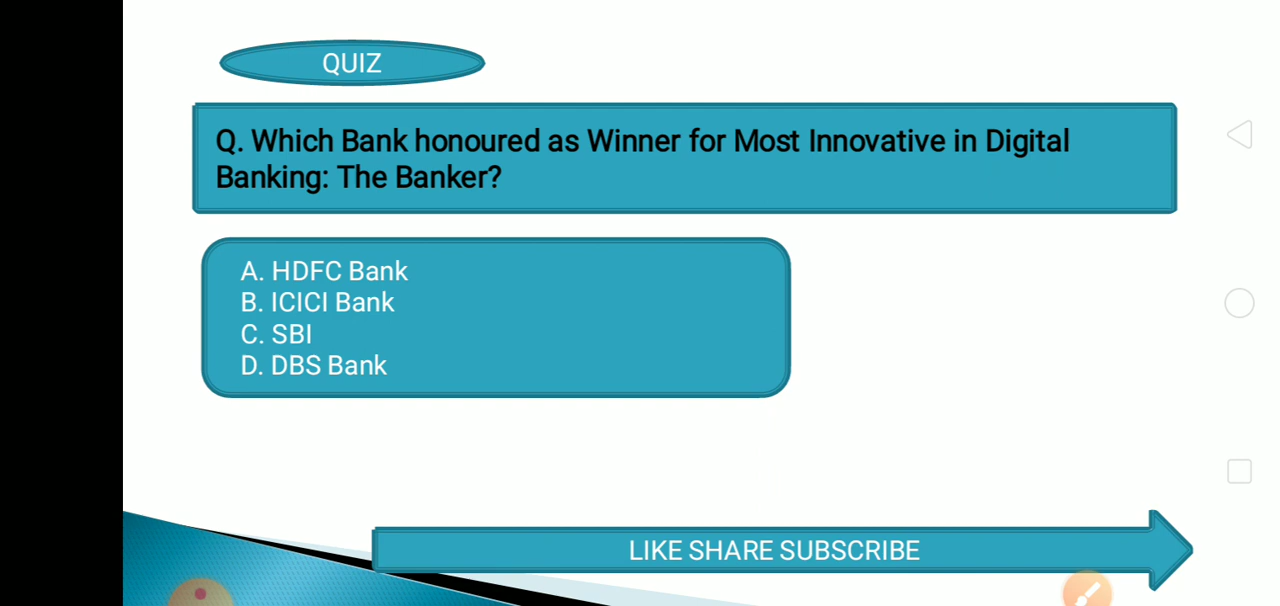 QUIZ
Q. Which Bank honoured as Winner for Most Innovative in Digital
Banking: The Banker?
A. HDFC Bank
B. ICICI Bank
C. SBI
D. DBS Bank
LIKE SHARE SUBSCRIBE